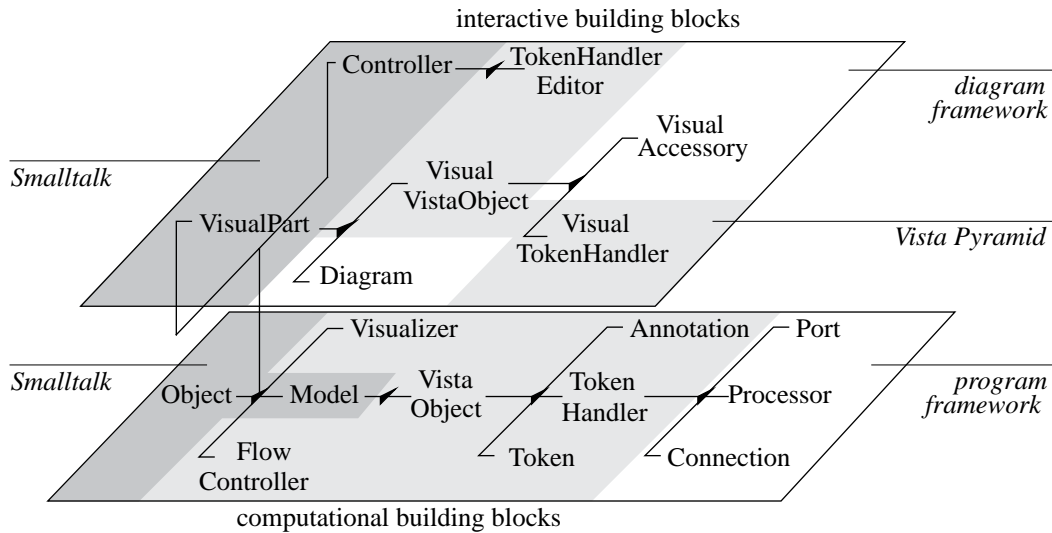 interactive building blocks
Controller
TokenHandler
Editor
diagram
framework
Visual
Accessory
Smalltalk
Visual
VistaObject
VisualPart
Visual
TokenHandler
Vista Pyramid
Diagram
Visualizer
Annotation
Port
Smalltalk
Object
Model
Vista
Object
Token
Handler
Processor
program
framework
Flow
Controller
Token
Connection
computational building blocks